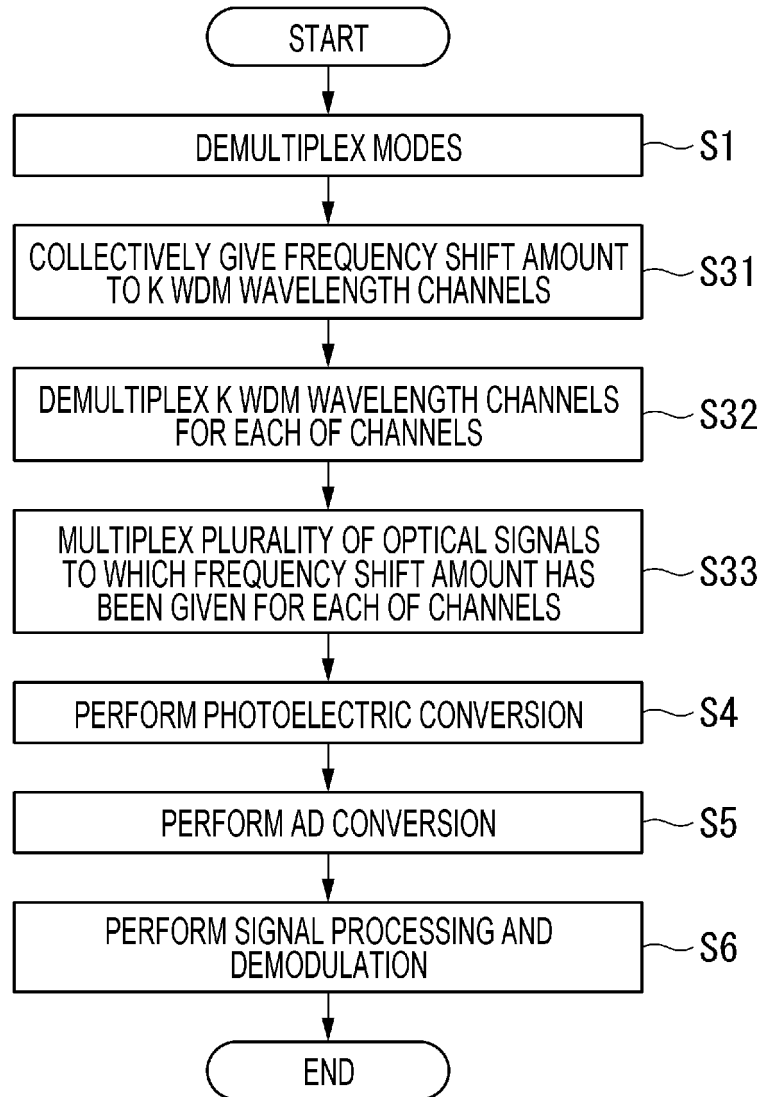 START
DEMULTIPLEX MODES
S1
COLLECTIVELY GIVE FREQUENCY SHIFT AMOUNT
TO K WDM WAVELENGTH CHANNELS
S31
DEMULTIPLEX K WDM WAVELENGTH CHANNELS
FOR EACH OF CHANNELS
S32
MULTIPLEX PLURALITY OF OPTICAL SIGNALS
TO WHICH FREQUENCY SHIFT AMOUNT HAS
BEEN GIVEN FOR EACH OF CHANNELS
S33
PERFORM PHOTOELECTRIC CONVERSION
S4
PERFORM AD CONVERSION
S5
PERFORM SIGNAL PROCESSING AND
DEMODULATION
S6
END